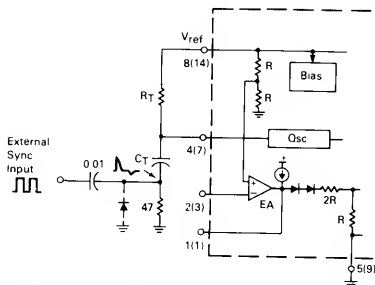 Vref
8(14)
R
Bias
R
RT
4(7)
Osc
External
Sync
Input
CT
0 01
47
2(3)
+
−
EA
+
2R
R
1(1)
5(9)